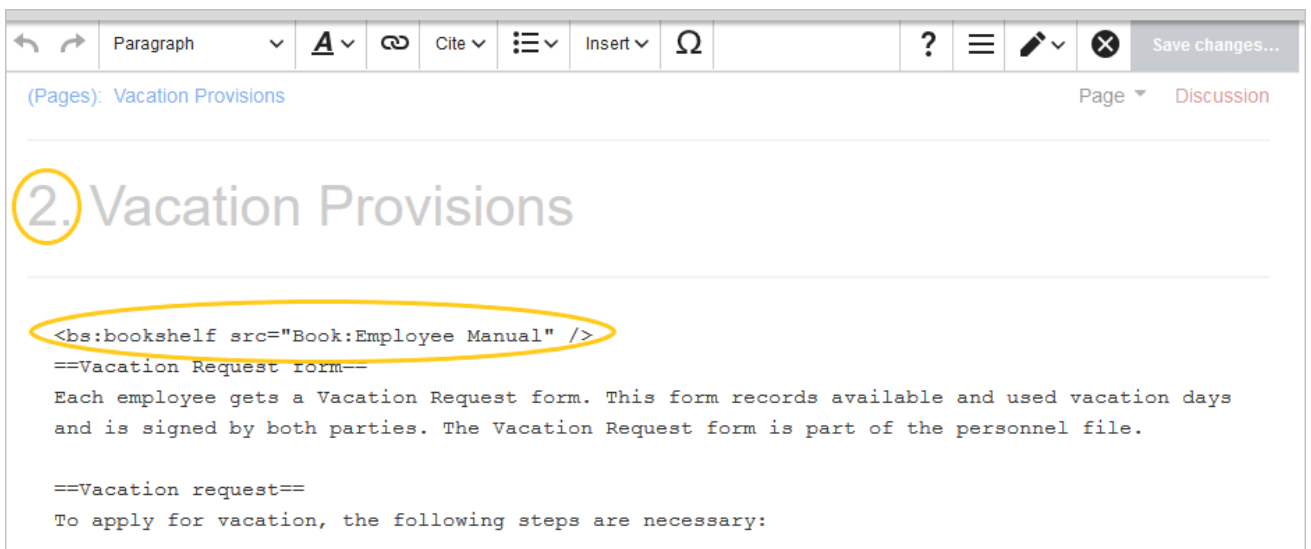 Paragraph A Cite Insert Ω ? Save changes...
(Pages): Vacation Provisions Page Discussion
2. Vacation Provisions
<bs:bookshelf src="Book:Employee Manual" />
==Vacation Request form==
Each employee gets a Vacation Request form. This form records available and used vacation days
and is signed by both parties. The Vacation Request form is part of the personnel file.
==Vacation request==
To apply for vacation, the following steps are necessary: